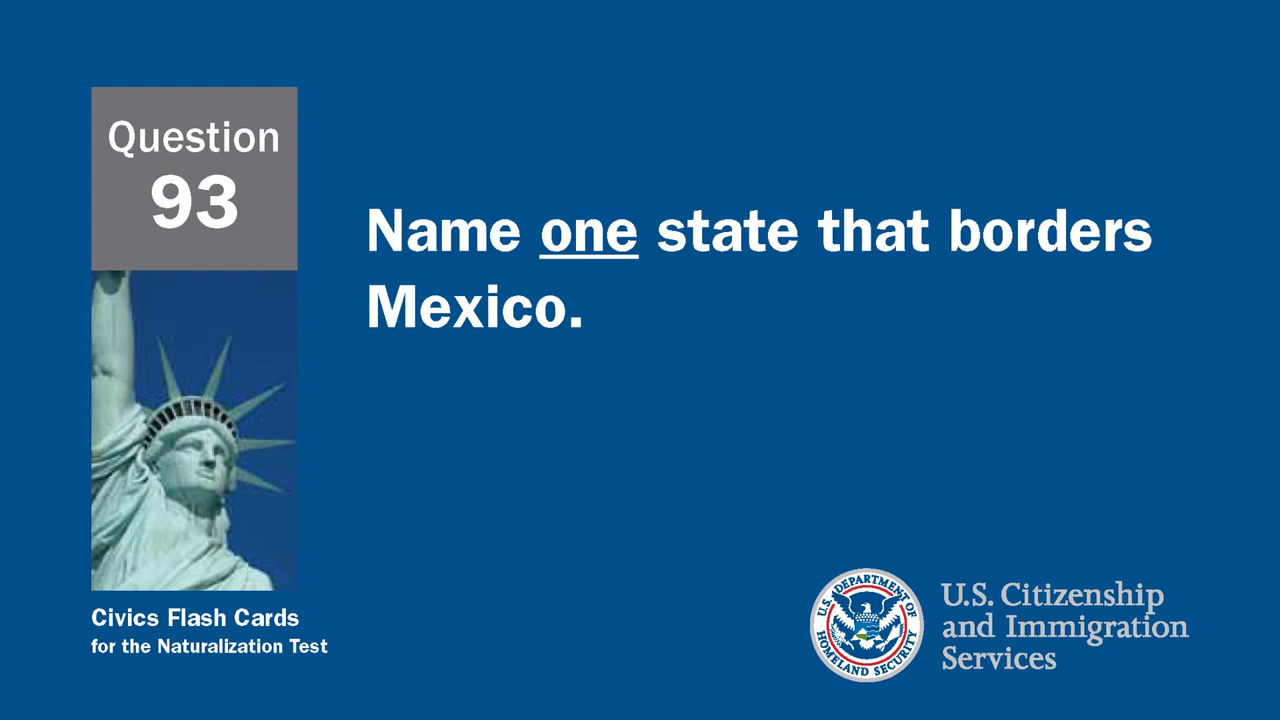 Question
93
Name one state that borders
Mexico.
Civics Flash Cards
for the Naturalization Test
U.S. DEPARTMENT OF
HOMELAND SECURITY
U.S. Citizenship
and Immigration
Services